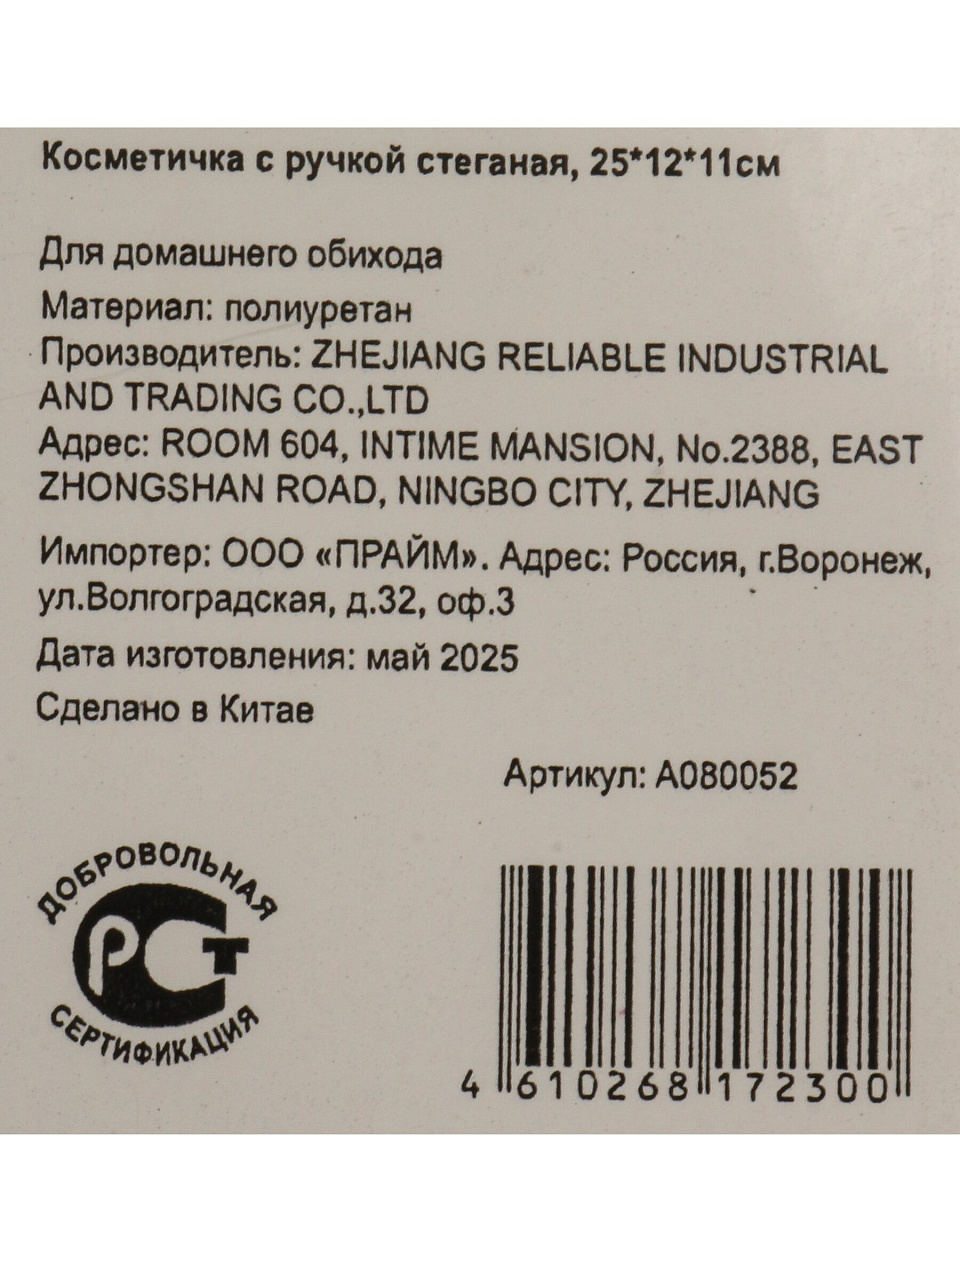 Косметичка с ручкой стеганая, 25*12*11см
Для домашнего обихода
Материал: полиуретан
Производитель: ZHEJIANG RELIABLE INDUSTRIAL
AND TRADING CO.,LTD
Адрес: ROOM 604, INTIME MANSION, No.2388, EAST
ZHONGSHAN ROAD, NINGBO CITY, ZHEJIANG
Импортер: ООО «ПРАЙМ». Адрес: Россия, г.Воронеж,
ул.Волгоградская, д.32, оф.3
Дата изготовления: май 2025
Сделано в Китае
Артикул: А080052
ДОБРОВОЛЬНАЯ
РСТ
СЕРТИФИКАЦИЯ
4 610268 172300